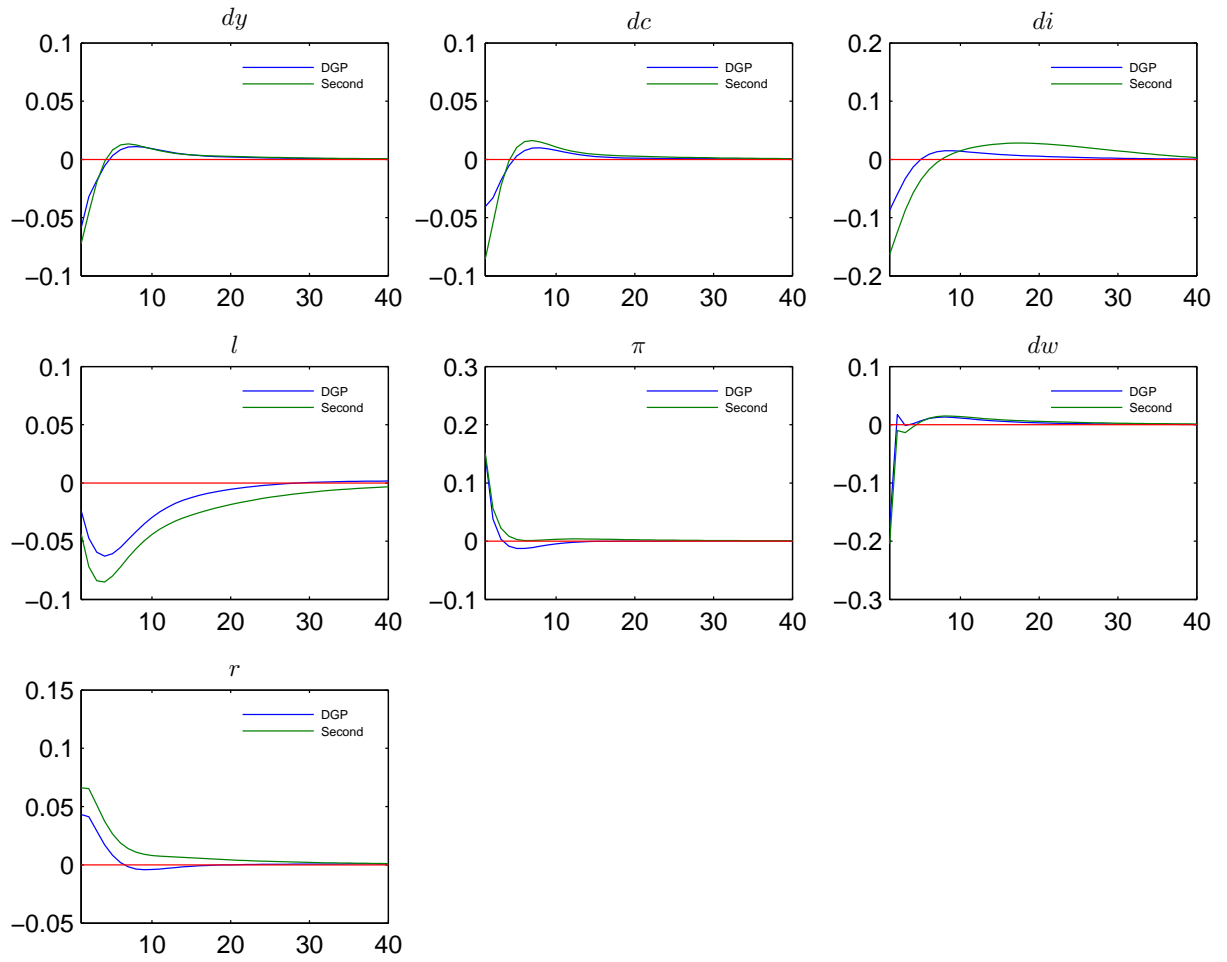 dy dc di
0.1 0.1 0.2
DGP DGP DGP
Second Second Second
0.05 0.05 0.1
0 0 0
−0.05 −0.05 −0.1
−0.1 −0.1 −0.2
10 20 30 40 10 20 30 40 10 20 30 40
l π dw
0.1 0.3 0.1
DGP DGP DGP
Second Second Second
0.05 0.2 0
0 0.1 −0.1
−0.05 0 −0.2
−0.1 −0.1 −0.3
10 20 30 40 10 20 30 40 10 20 30 40
r
0.15
DGP
Second
0.1
0.05
0
−0.05
10 20 30 40